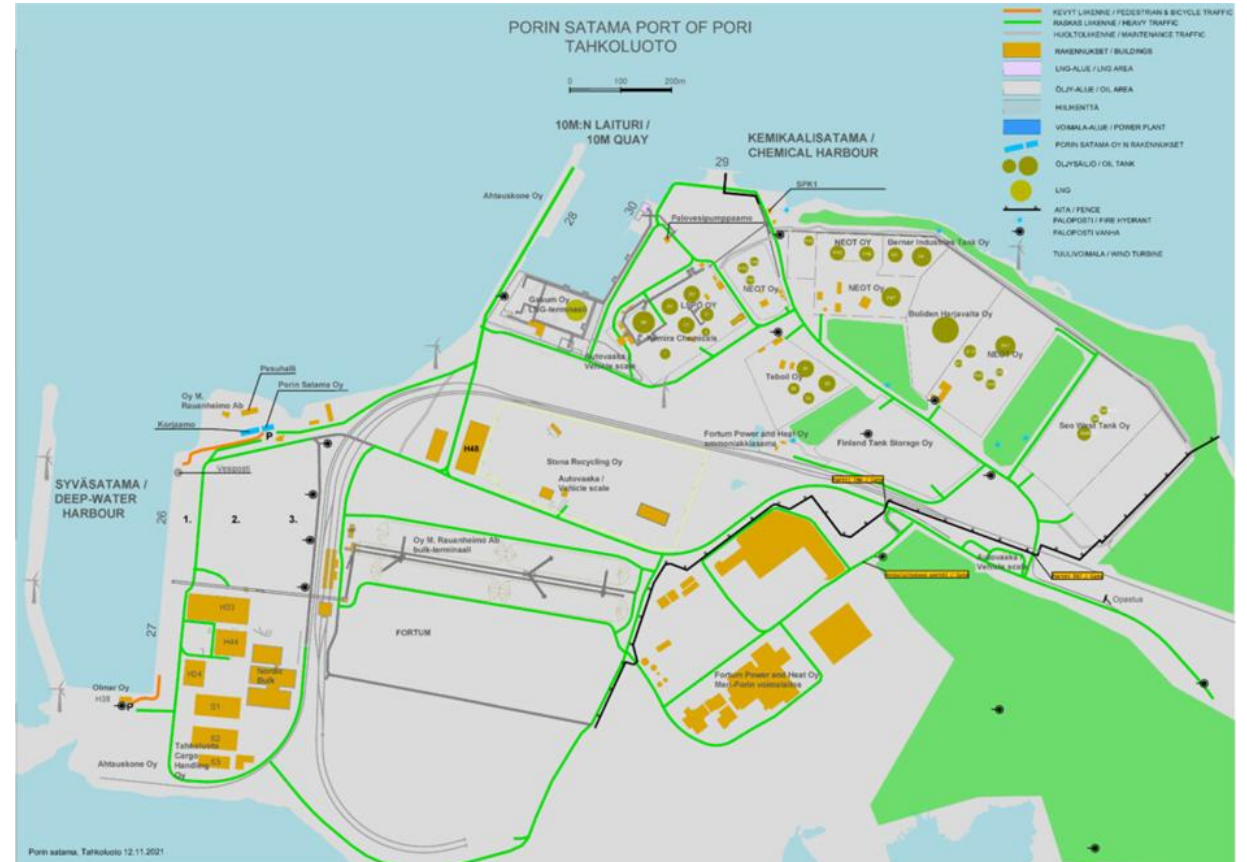 PORIN SATAMA PORT OF PORI
TAHKOLUOTO
0 100 200m
KEVYT LIIKENNE / PEDESTRIAN & BICYCLE TRAFFIC
RASKAS LIIKENNE / HEAVY TRAFFIC
HUOLTOLIIKENNE / MAINTENANCE TRAFFIC
RAKENNUKSET / BUILDINGS
LNG-ALUE / LNG AREA
ÖLJY-ALUE / OIL AREA
HIILIKENTTÄ
VOIMALA-ALUE / POWER PLANT
PORIN SATAMA OY:N RAKENNUKSET
ÖLJYSÄILIÖ / OIL TANK
LNG
AITA / FENCE
PALOPOSTI / FIRE HYDRANT
PALOPOSTI VANHA
TUULIVOIMALA / WIND TURBINE
10M:N LAITURI /
10M QUAY
KEMIKAALISATAMA /
CHEMICAL HARBOUR
29
SPK1
Ahtauskone Oy
28
30
Palovesipumppaamo
NEOT OY
Berner Industries Tank Oy
Gasum Oy
LNG-terminaali
NEOT Oy
NEOT Oy
Boliden Harjavalta Oy
Kemira Chemicals
Autovaaka /
Vehicle scale
NEOT Oy
Teboil Oy
Pesuhalli
Porin Satama Oy
Oy M.
Rauanheimo Ab
Korjaamo
P
Vesiposti
H48
Stena Recycling Oy
Autovaaka /
Vehicle scale
Fortum Power and Heat Oy
ammoniakkiasema
Finland Tank Storage Oy
Seo West Tank Oy
SYVÄSATAMA /
DEEP-WATER
HARBOUR
26
1.
2.
3.
Oy M. Rauanheimo Ab
bulk-terminaali
Autovaaka /
Vehicle scale
Opastus
27
H33
H44
FORTUM
H04
Nordic
Bulk
Olmar Oy
H38
P
S1
S2
S3
Tahkoluoto
Cargo
Handling
Oy
Ahtauskone Oy
Fortum Power and Heat Oy
Meri-Porin voimalaitos
Porin satama, Tahkoluoto 12.11.2021